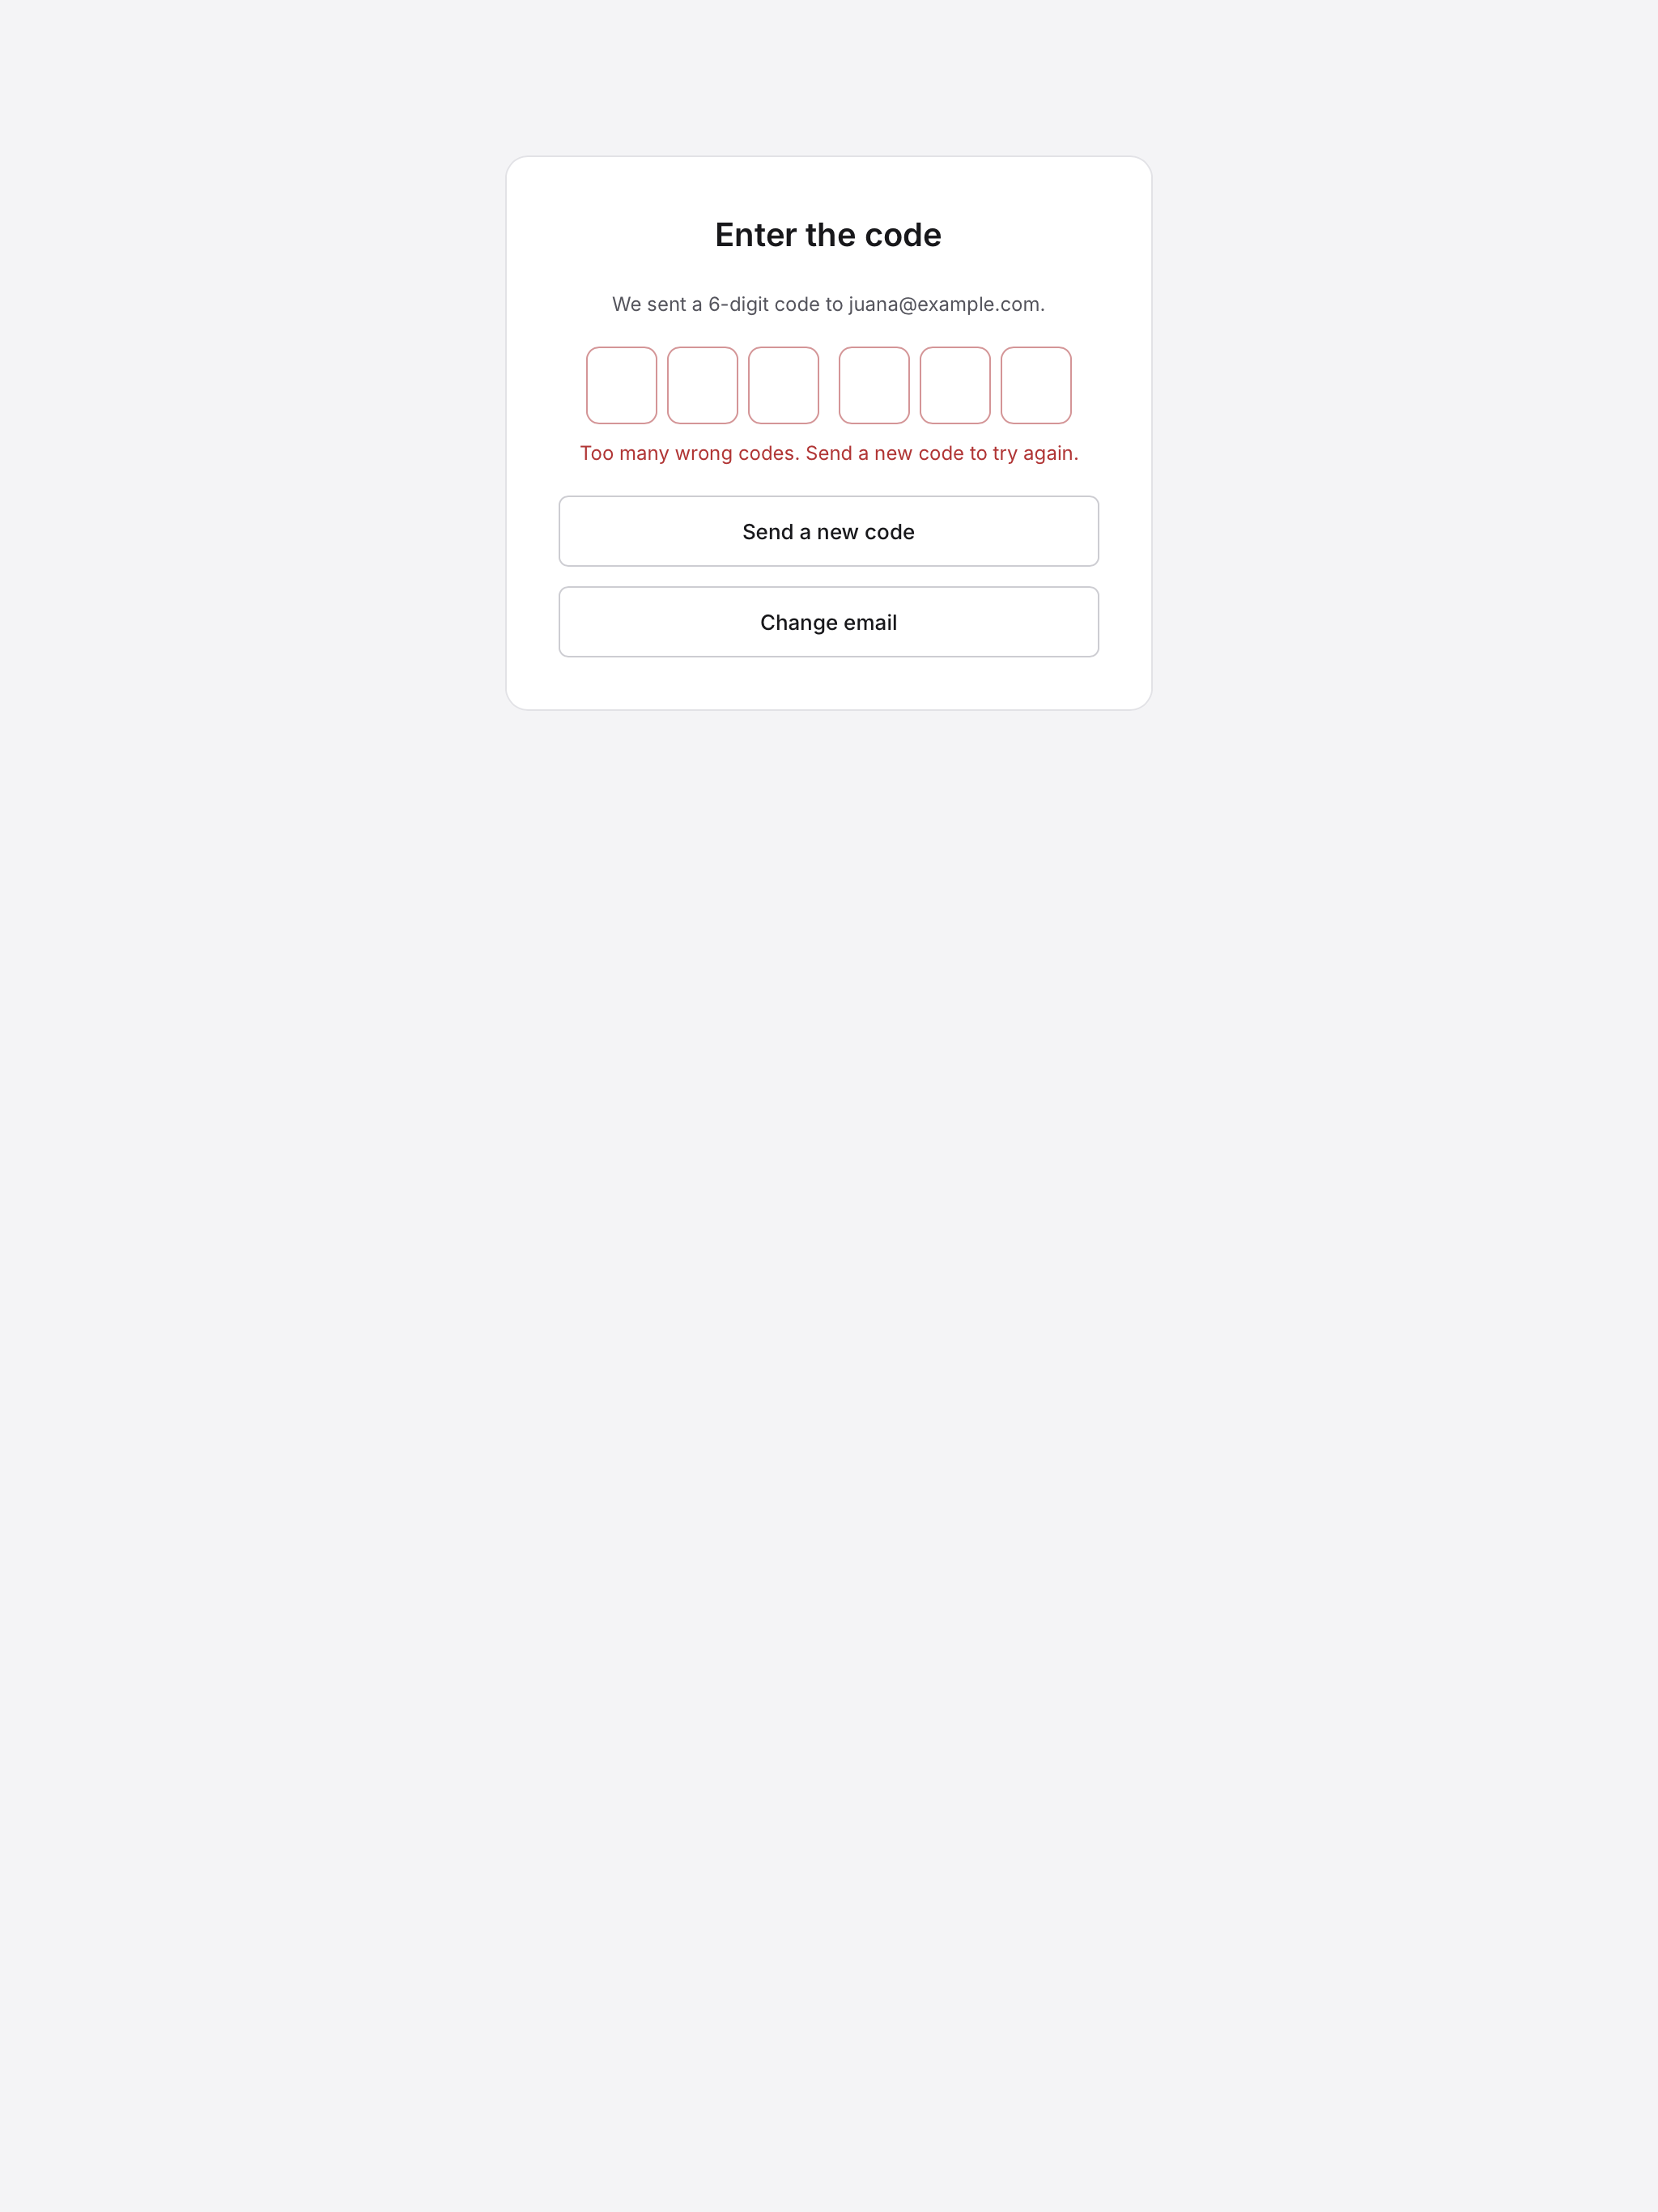 Enter the code
We sent a 6-digit code to juana@example.com.
Too many wrong codes. Send a new code to try again.
Send a new code
Change email